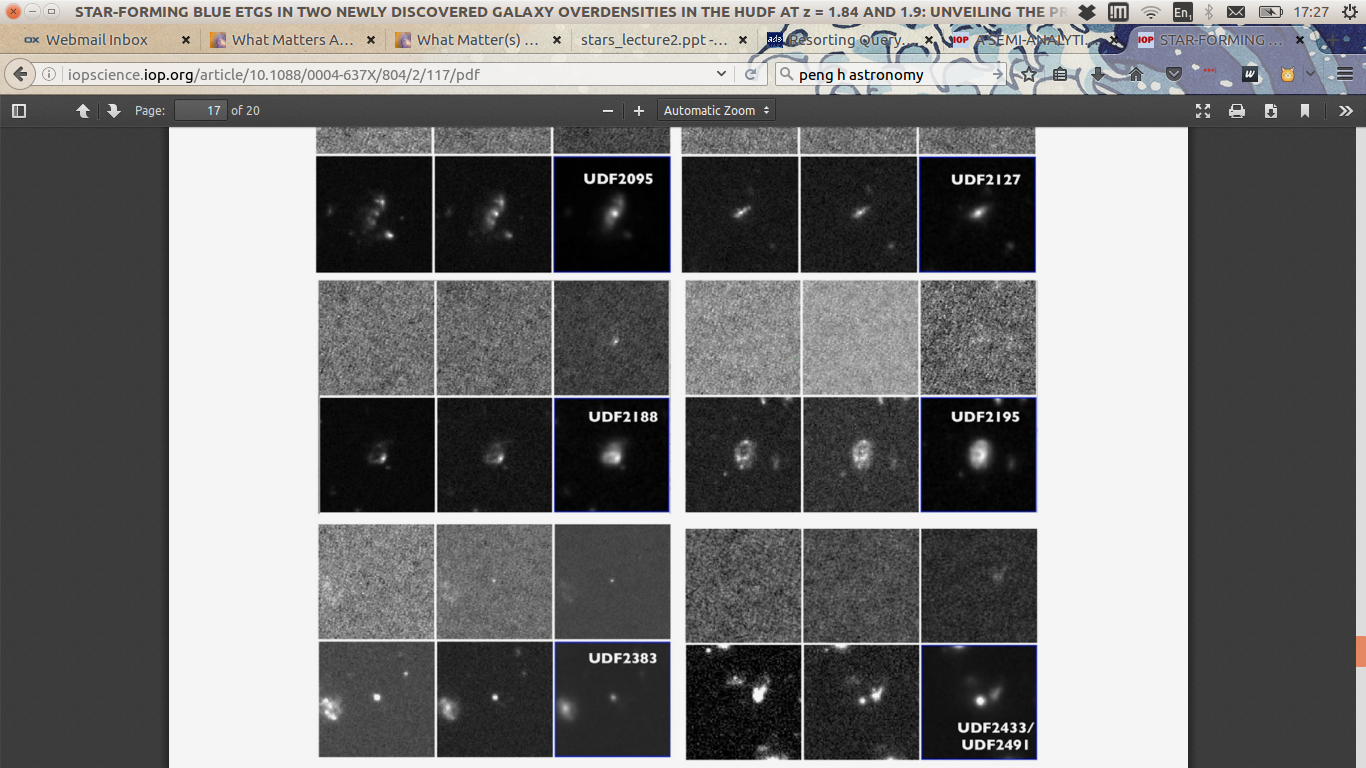 STAR-FORMING BLUE ETGS IN TWO NEWLY DISCOVERED GALAXY OVERDENSITIES IN THE HUDF AT z = 1.84 AND 1.9: UNVEILING THE PR
En
17:27
Webmail Inbox
What Matters A...
What Matter(s) ...
stars_lecture2.ppt -...
ads
Resorting Query...
IOP
A SEMI-ANALYTI...
IOP
STAR-FORMING ...
iopscience.iop.org/article/10.1088/0004-637X/804/2/117/pdf
peng h astronomy
Page:
17
of 20
Automatic Zoom
UDF2095
UDF2127
UDF2188
UDF2195
UDF2383
UDF2433/
UDF2491